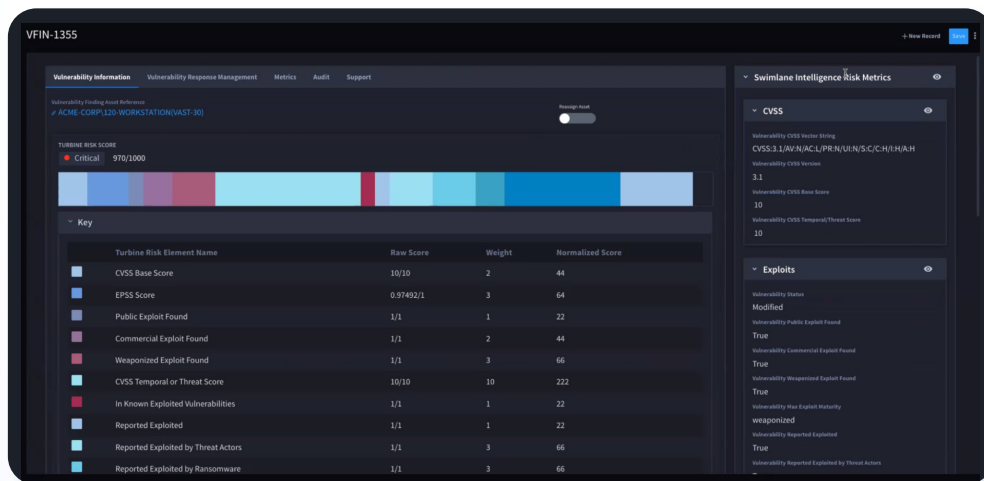 VFIN-1355
+ New Record
Save
Vulnerability Information
Vulnerability Response Management
Metrics
Audit
Support
Vulnerability Finding Asset Reference
ACME-CORP\120-WORKSTATION(VAST-30)
Reassign Asset
TURBINE RISK SCORE
Critical 970/1000
Key
Turbine Risk Element Name Raw Score Weight Normalized Score
CVSS Base Score 10/10 2 44
EPSS Score 0.97492/1 3 64
Public Exploit Found 1/1 1 22
Commercial Exploit Found 1/1 2 44
Weaponized Exploit Found 1/1 3 66
CVSS Temporal or Threat Score 10/10 10 222
In Known Exploited Vulnerabilities 1/1 1 22
Reported Exploited 1/1 1 22
Reported Exploited by Threat Actors 1/1 3 66
Reported Exploited by Ransomware 1/1 3 66
Swimlane Intelligence Risk Metrics
CVSS
Vulnerability CVSS Vector String
CVSS:3.1/AV:N/AC:L/PR:N/UI:N/S:C/C:H/I:H/A:H
Vulnerability CVSS Version
3.1
Vulnerability CVSS Base Score
10
Vulnerability CVSS Temporal/Threat Score
10
Exploits
Vulnerability Status
Modified
Vulnerability Public Exploit Found
True
Vulnerability Commercial Exploit Found
True
Vulnerability Weaponized Exploit Found
True
Vulnerability Max Exploit Maturity
weaponized
Vulnerability Reported Exploited
True
Vulnerability Reported Exploited by Threat Actors